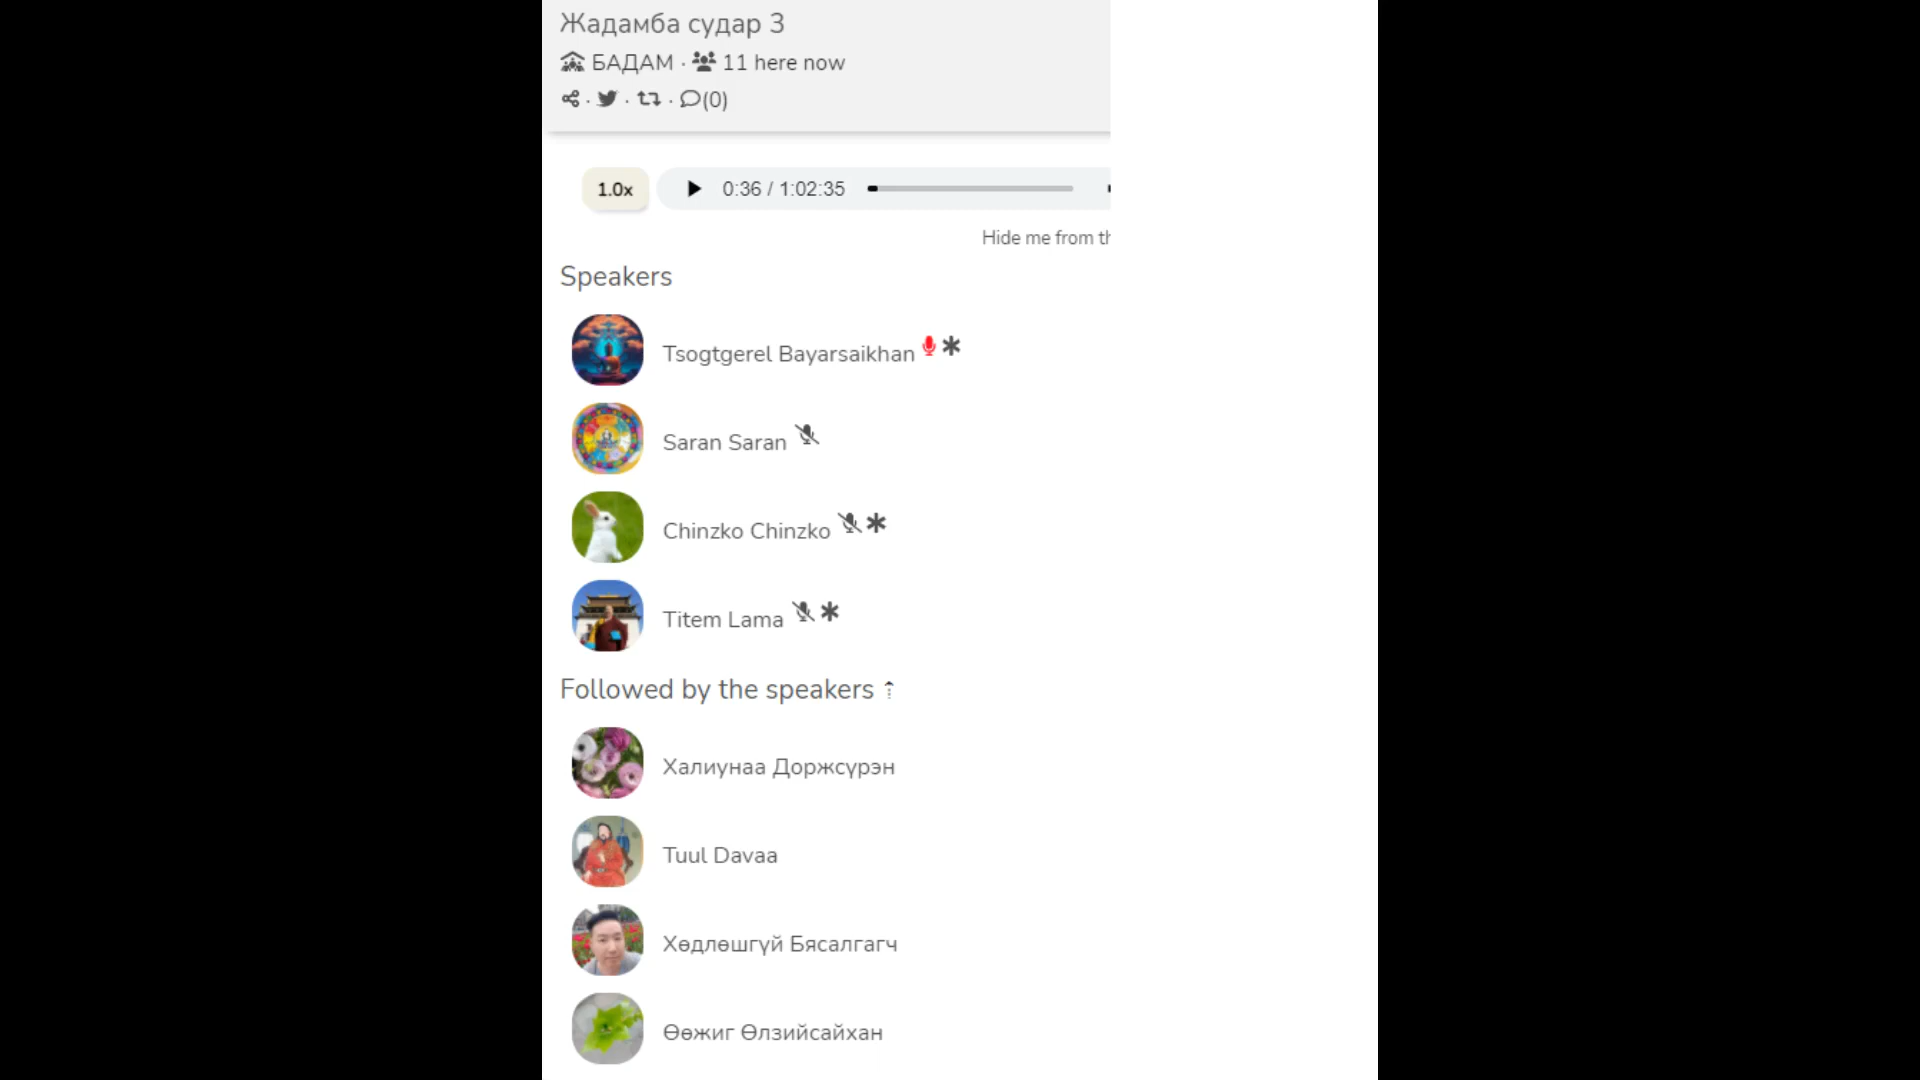 Жадамба судар 3
БАДАМ · 11 here now
· · · (0)
1.0x 0:36 / 1:02:35
Hide me from th
Speakers
Tsogtgerel Bayarsaikhan
Saran Saran
Chinzko Chinzko
Titem Lama
Followed by the speakers
Халиунаа Доржсүрэн
Tuul Davaa
Хөдлөшгүй Бясалгагч
Өөжиг Өлзийсайхан